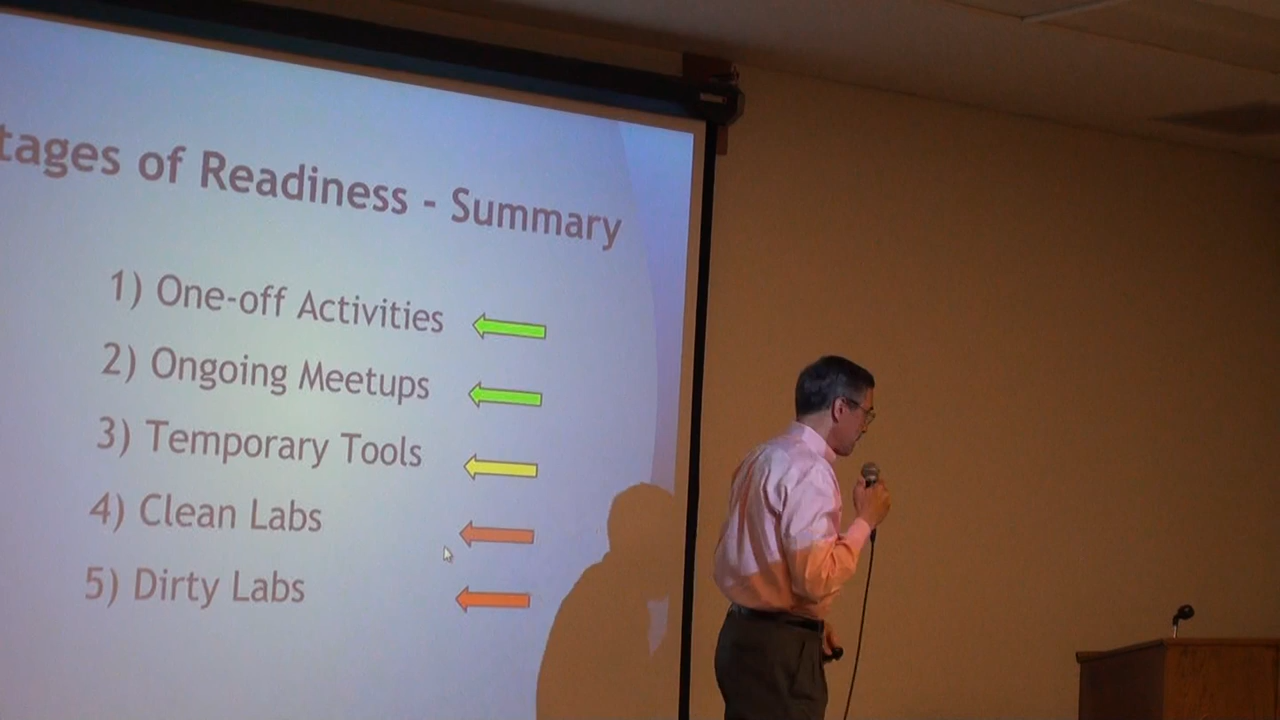 tages of Readiness - Summary
1) One-off Activities
2) Ongoing Meetups
3) Temporary Tools
4) Clean Labs
5) Dirty Labs